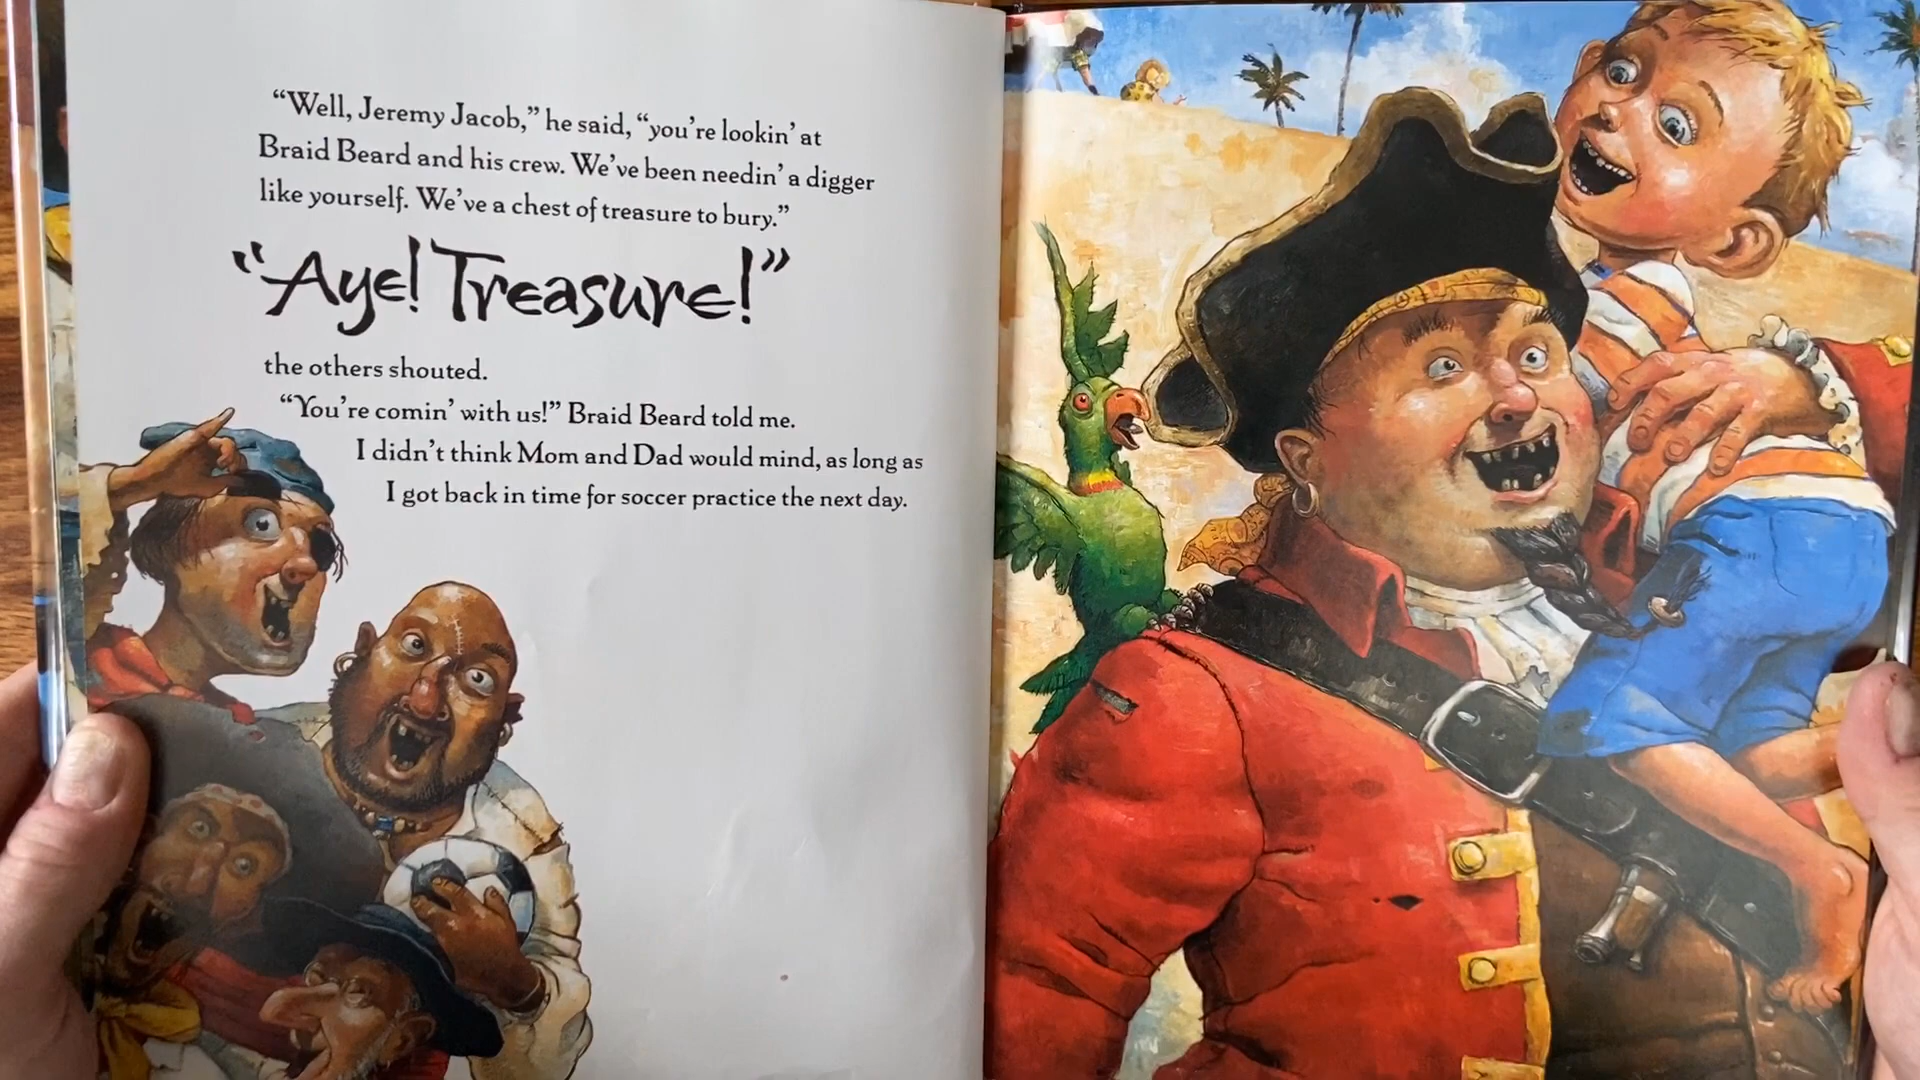 “Well, Jeremy Jacob,” he said, “you’re lookin’ at
Braid Beard and his crew. We’ve been needin’ a digger
like yourself. We’ve a chest of treasure to bury.”
“Aye! Treasure!”
the others shouted.
“You’re comin’ with us!” Braid Beard told me.
I didn’t think Mom and Dad would mind, as long as
I got back in time for soccer practice the next day.